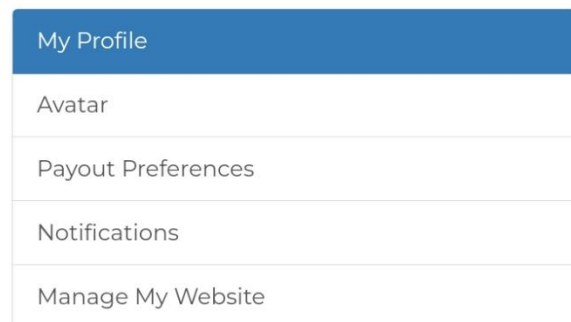 My Profile
Avatar
Payout Preferences
Notifications
Manage My Website